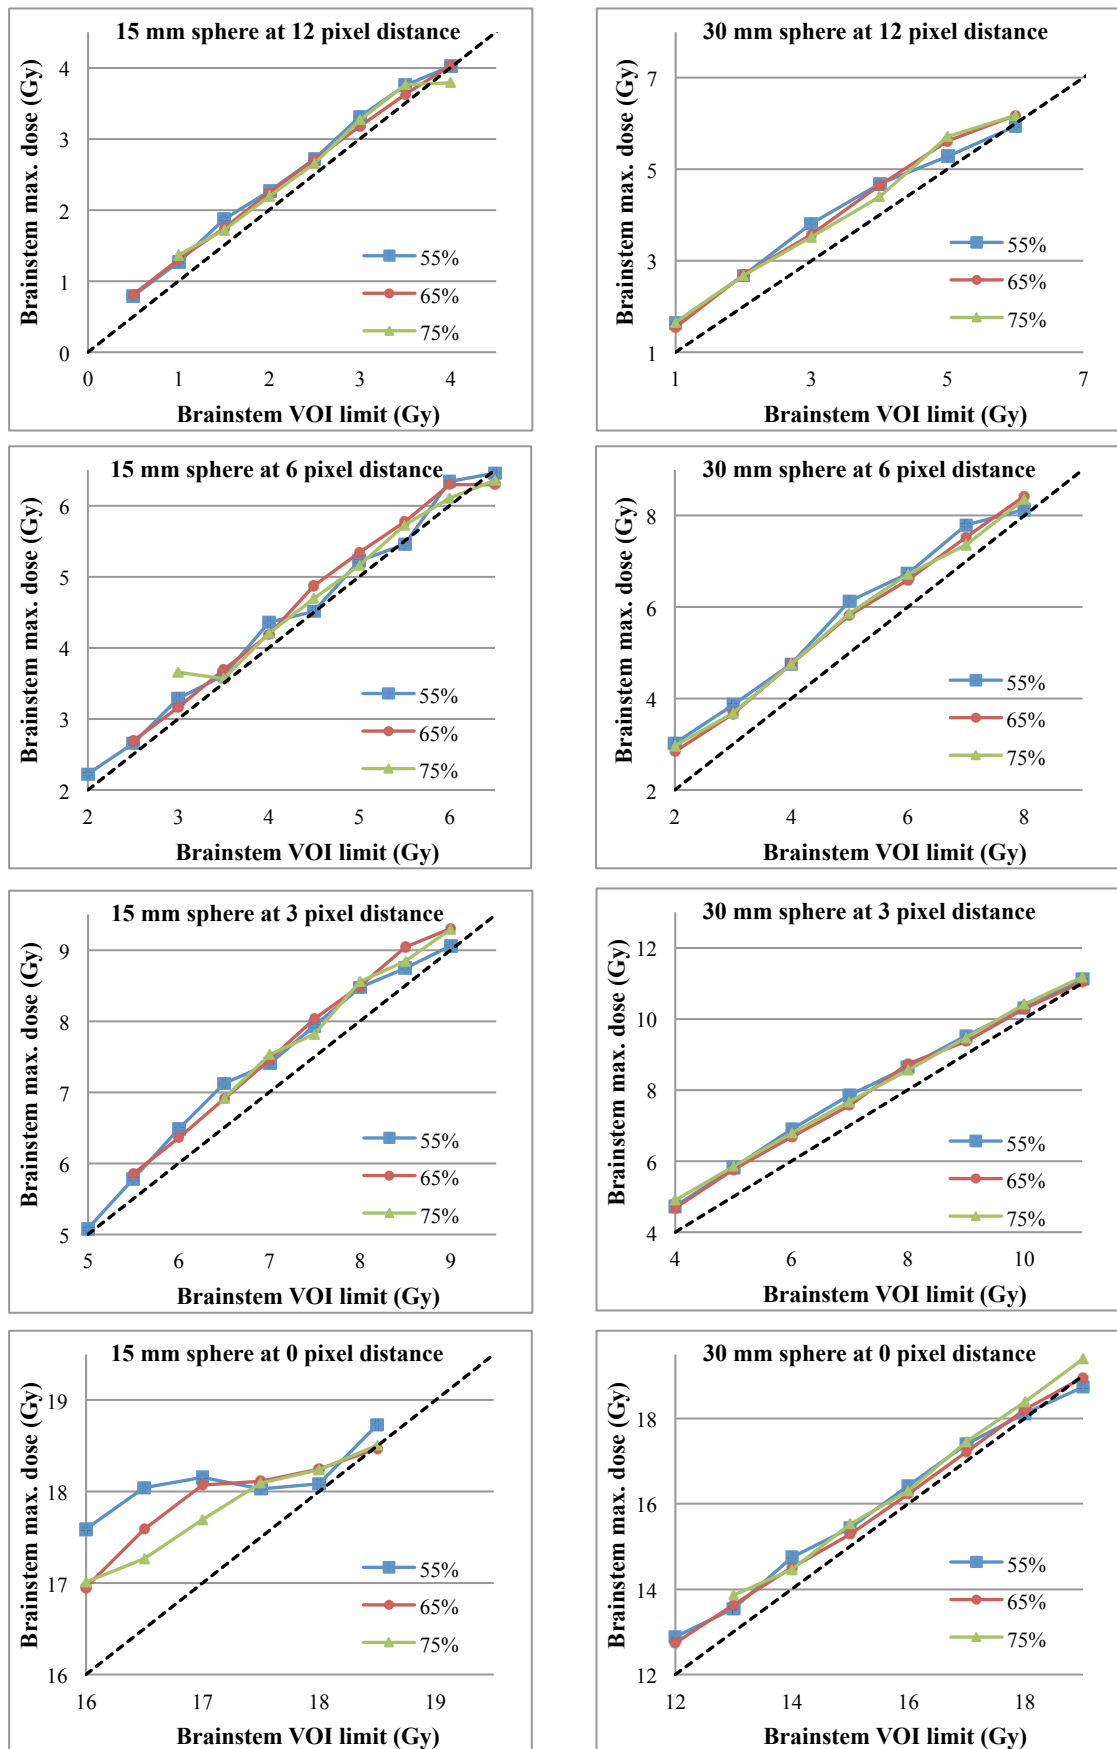 15 mm sphere at 12 pixel distance
Brainstem max. dose (Gy)
4
3
2
1
0
55%
65%
75%
0 1 2 3 4
Brainstem VOI limit (Gy)
30 mm sphere at 12 pixel distance
Brainstem max. dose (Gy)
7
5
3
1
55%
65%
75%
1 3 5 7
Brainstem VOI limit (Gy)
15 mm sphere at 6 pixel distance
Brainstem max. dose (Gy)
6
5
4
3
2
55%
65%
75%
2 3 4 5 6
Brainstem VOI limit (Gy)
30 mm sphere at 6 pixel distance
Brainstem max. dose (Gy)
8
6
4
2
55%
65%
75%
2 4 6 8
Brainstem VOI limit (Gy)
15 mm sphere at 3 pixel distance
Brainstem max. dose (Gy)
9
8
7
6
5
55%
65%
75%
5 6 7 8 9
Brainstem VOI limit (Gy)
30 mm sphere at 3 pixel distance
Brainstem max. dose (Gy)
12
10
8
6
4
55%
65%
75%
4 6 8 10
Brainstem VOI limit (Gy)
15 mm sphere at 0 pixel distance
Brainstem max. dose (Gy)
19
18
17
16
55%
65%
75%
16 17 18 19
Brainstem VOI limit (Gy)
30 mm sphere at 0 pixel distance
Brainstem max. dose (Gy)
18
16
14
12
55%
65%
75%
12 14 16 18
Brainstem VOI limit (Gy)